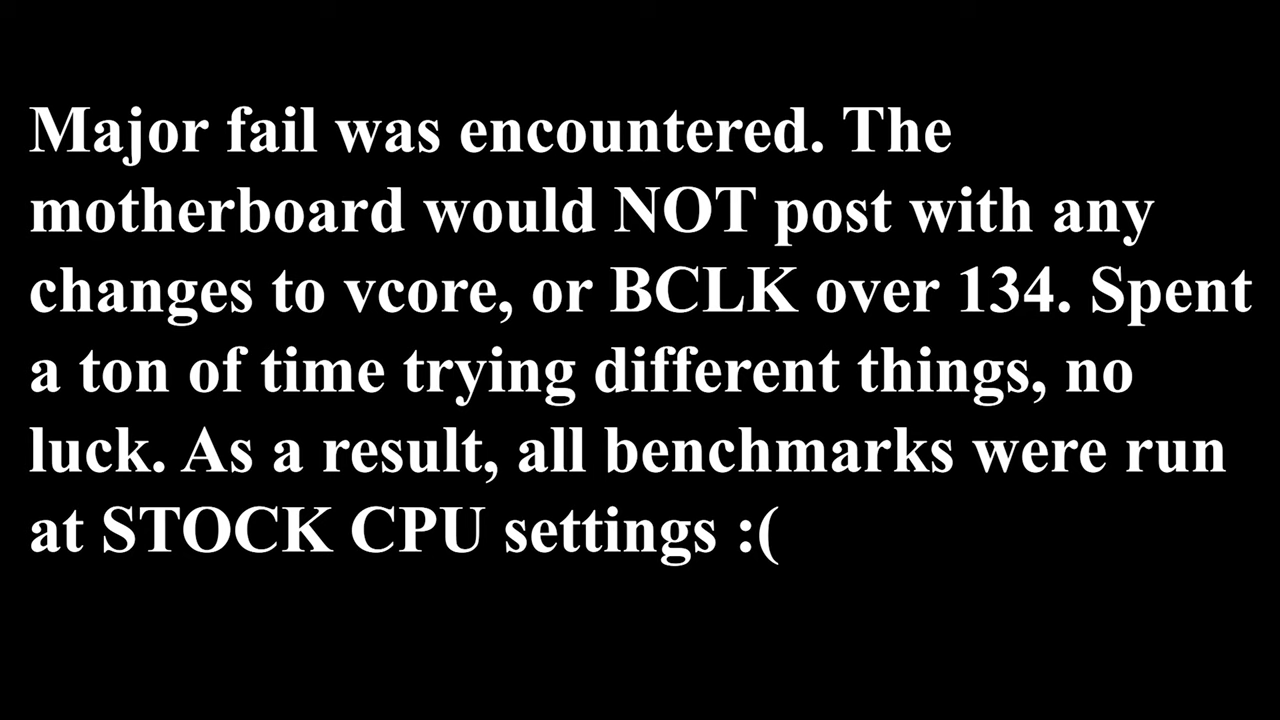 Major fail was encountered. The
motherboard would NOT post with any
changes to vcore, or BCLK over 134. Spent
a ton of time trying different things, no
luck. As a result, all benchmarks were run
at STOCK CPU settings :(